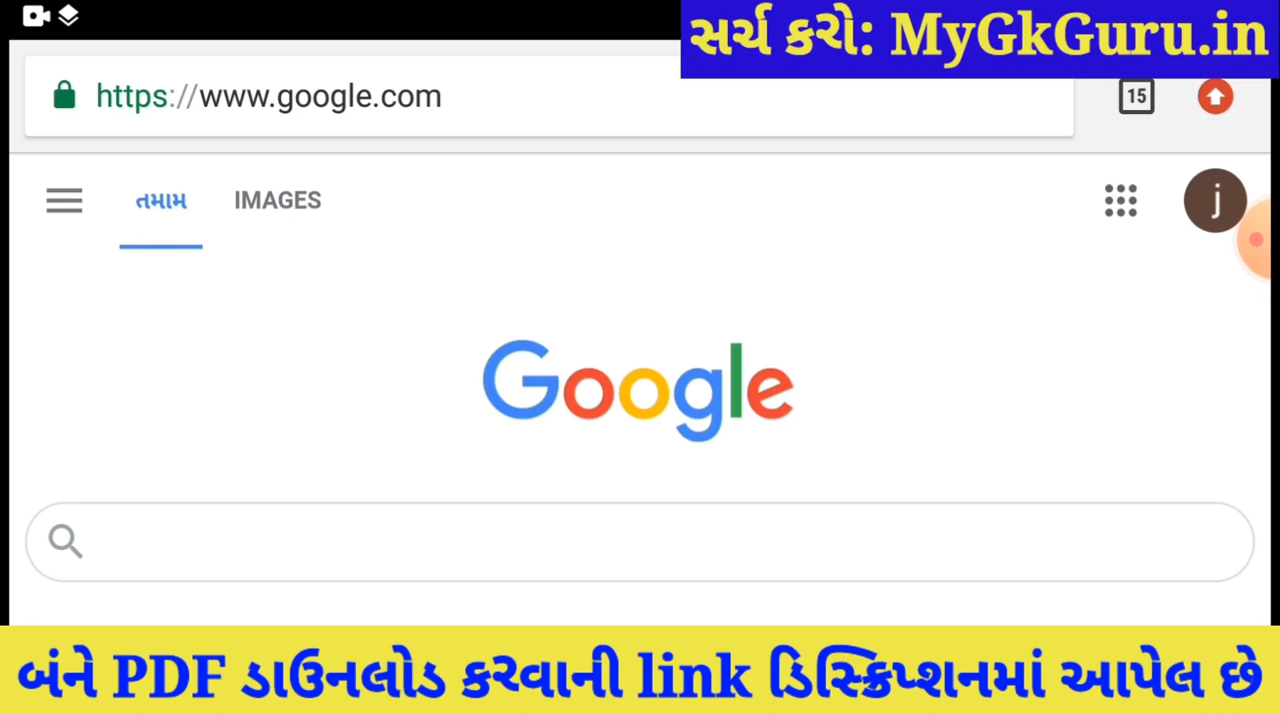 સર્ચ કરો: MyGkGuru.in
https://www.google.com
15
તમામ IMAGES
j
Google
બંને PDF ડાઉનલોડ કરવાની link ડિસ્ક્રિપ્શનમાં આપેલ છે